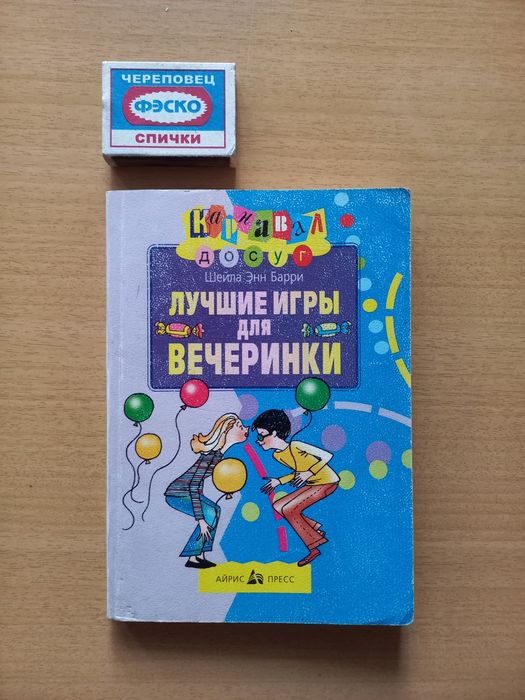 ЧЕРЕПОВЕЦ
ФЭСКО
СПИЧКИ
Карнавал
досуг
Шейла Энн Барри
ЛУЧШИЕ ИГРЫ
для
ВЕЧЕРИНКИ
АЙРИС ПРЕСС